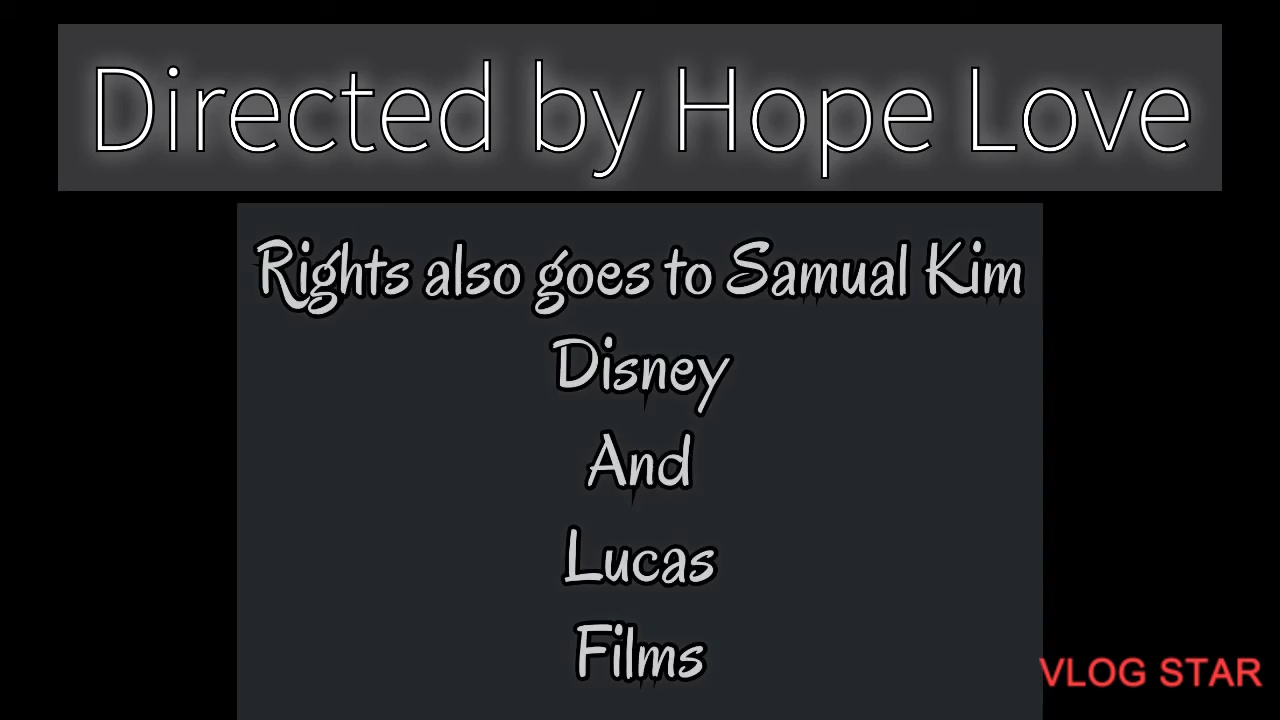 Directed by Hope Love
Rights also goes to Samual Kim
Disney
And
Lucas
Films
VLOG STAR